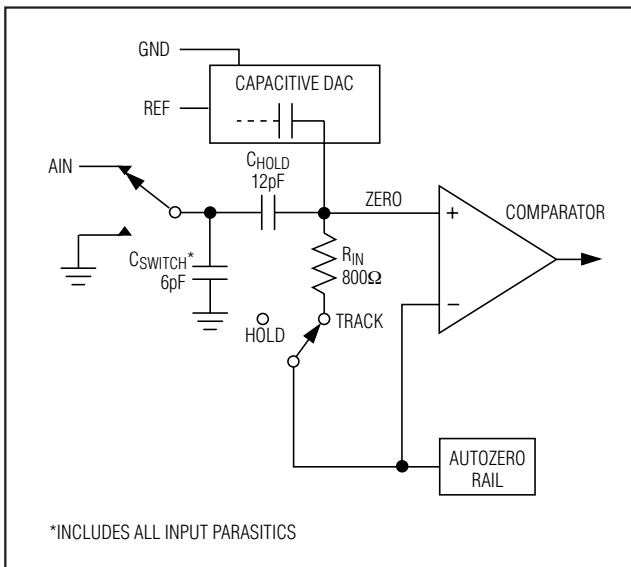 GND
CAPACITIVE DAC
REF
AIN
CHOLD
12pF
ZERO
COMPARATOR
+
CSWITCH*
6pF
RIN
800Ω
−
HOLD
TRACK
AUTOZERO
RAIL
*INCLUDES ALL INPUT PARASITICS